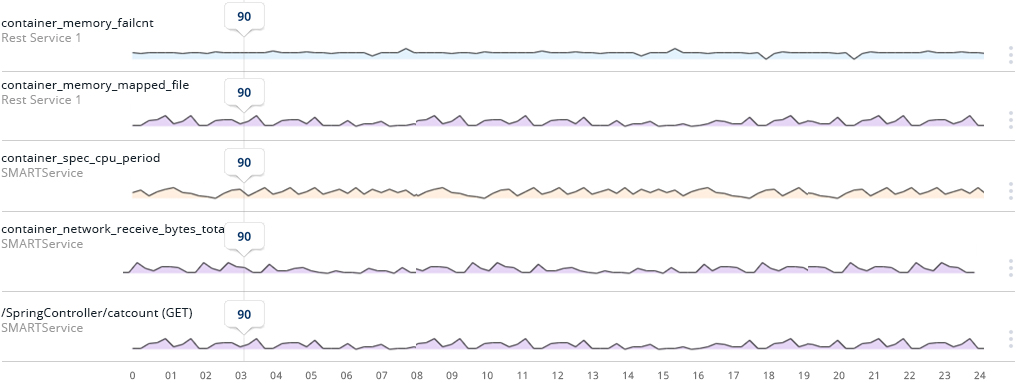 container_memory_failcnt
Rest Service 1
90
container_memory_mapped_file
Rest Service 1
90
container_spec_cpu_period
SMARTService
90
container_network_receive_bytes_tota
SMARTService
90
/SpringController/catcount (GET)
SMARTService
90
0 01 02 03 04 05 06 07 08 09 10 11 12 13 14 15 16 17 18 19 20 21 22 23 24